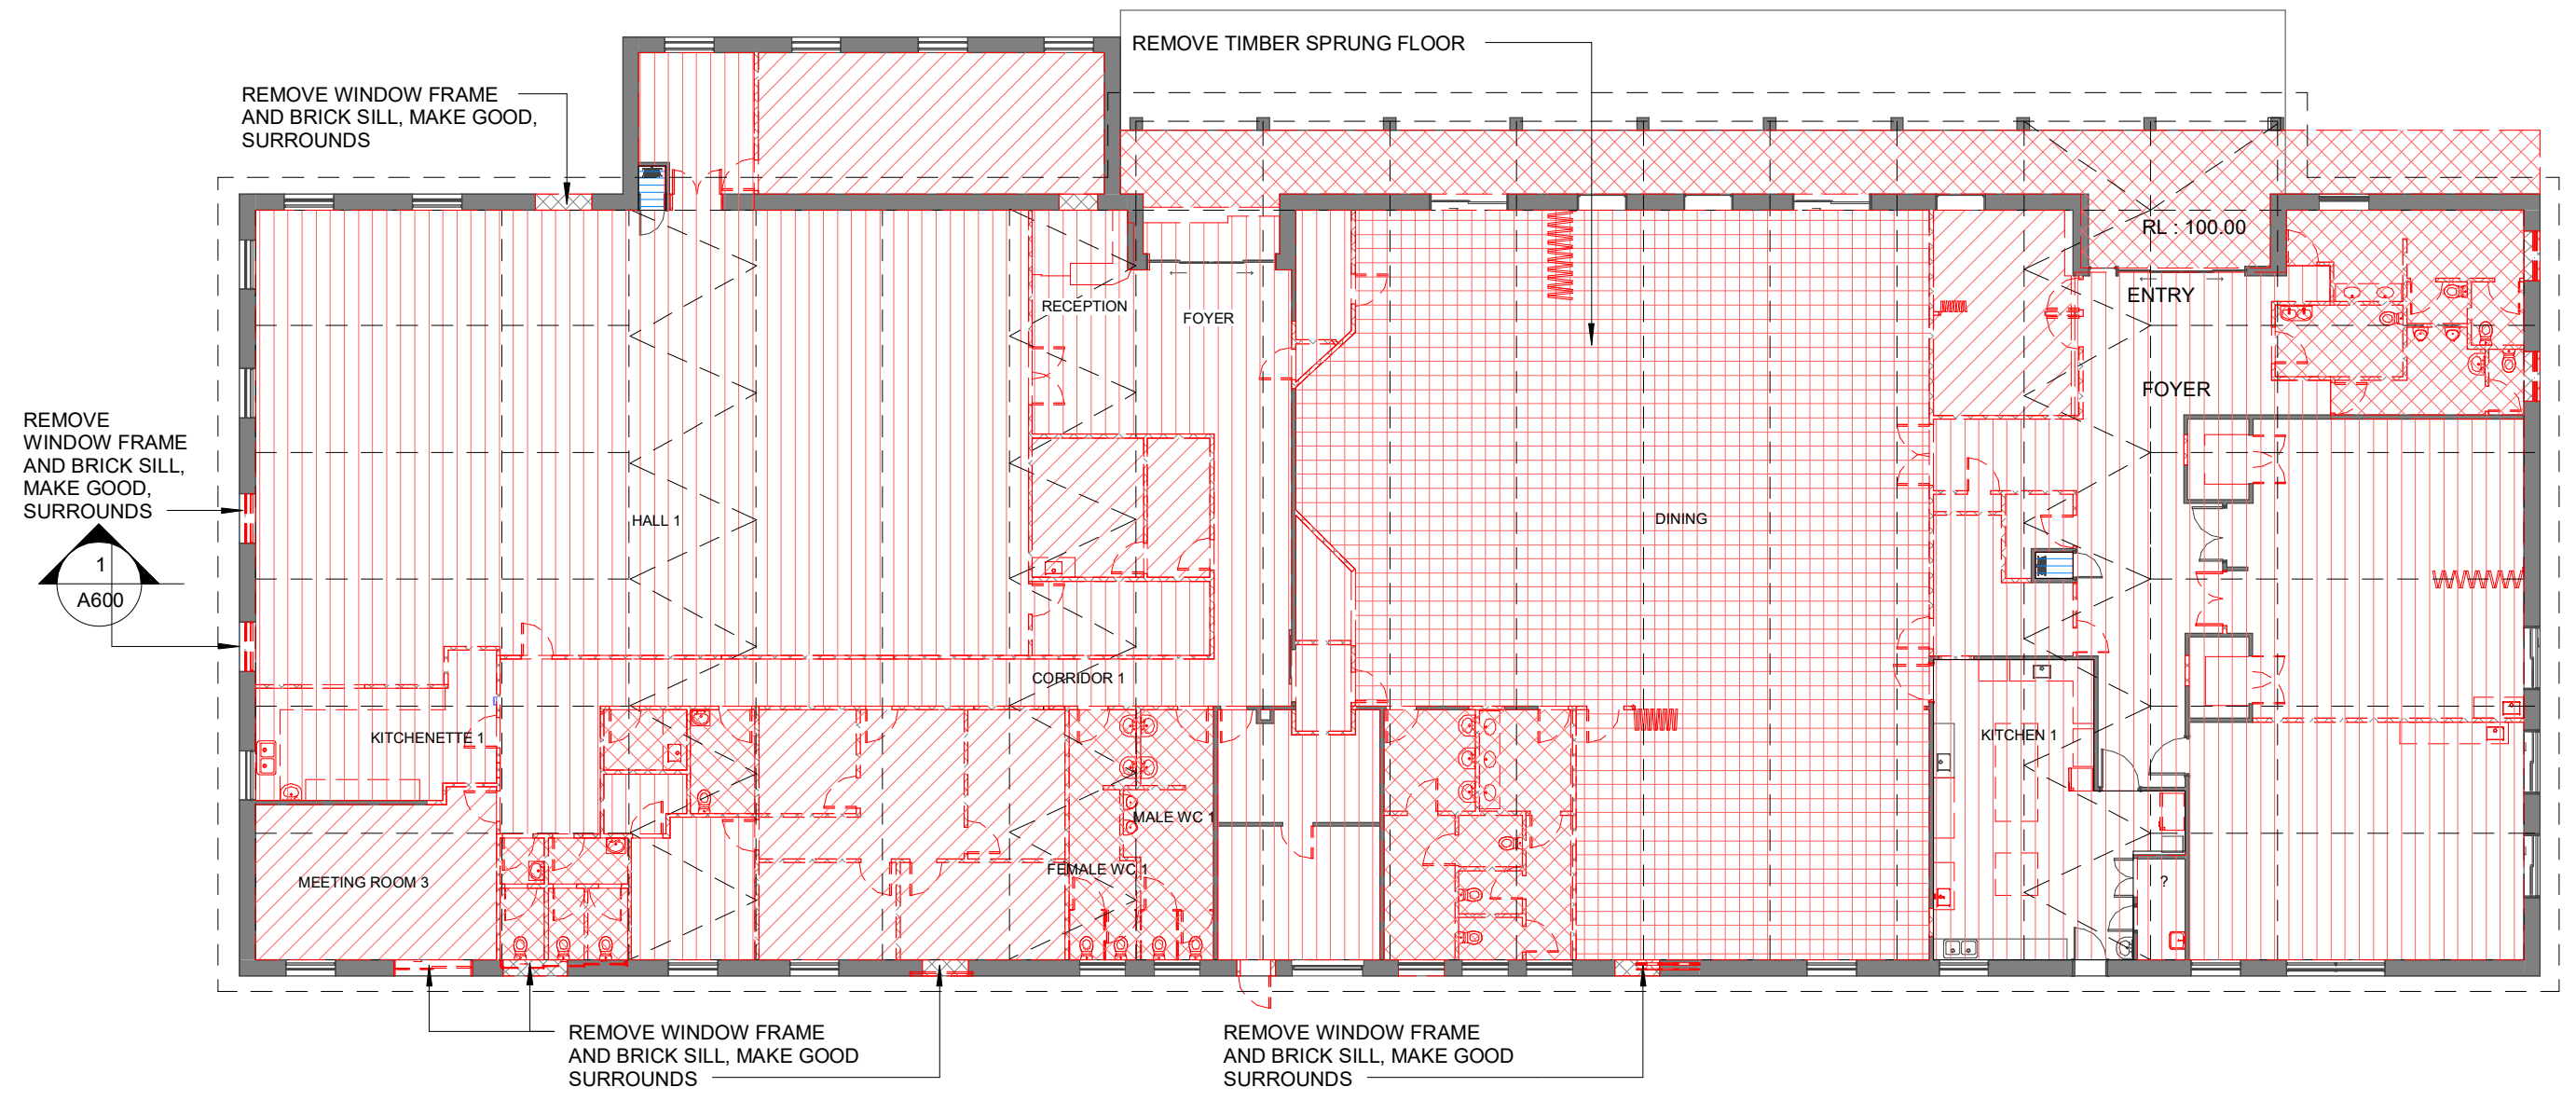 REMOVE TIMBER SPRUNG FLOOR
REMOVE WINDOW FRAME
AND BRICK SILL, MAKE GOOD,
SURROUNDS
RL : 100.00
ENTRY
RECEPTION
FOYER
FOYER
REMOVE
WINDOW FRAME
AND BRICK SILL,
MAKE GOOD,
SURROUNDS
HALL 1
DINING
1
A600
CORRIDOR 1
KITCHENETTE 1
KITCHEN 1
MALE WC 1
FEMALE WC 1
MEETING ROOM 3
?
REMOVE WINDOW FRAME
AND BRICK SILL, MAKE GOOD
SURROUNDS
REMOVE WINDOW FRAME
AND BRICK SILL, MAKE GOOD
SURROUNDS